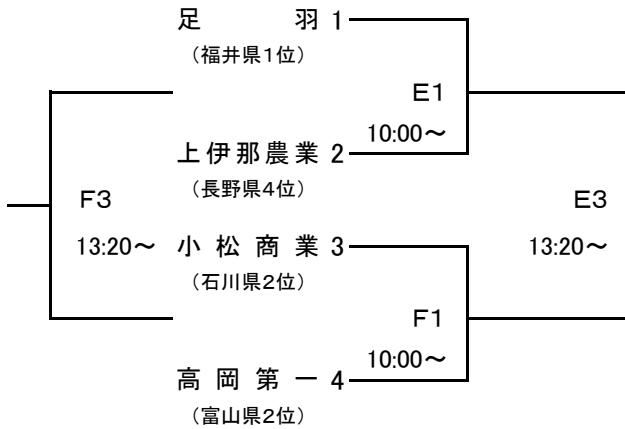 足羽 1
（福井県1位）
E1
10:00～
上伊那農業 2
（長野県4位）
F3
13:20～
E3
13:20～
小松商業 3
（石川県2位）
F1
10:00～
高岡第一 4
（富山県2位）